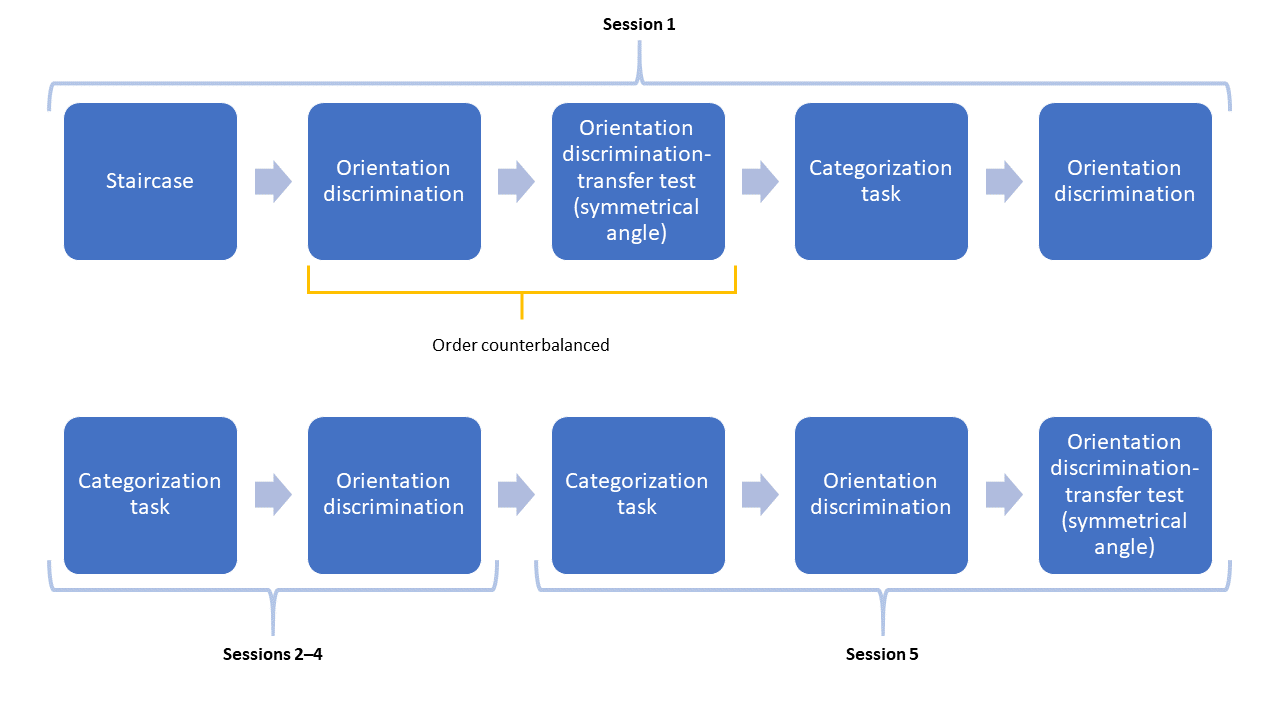 Session 1
Staircase
Orientation
discrimination
Orientation
discrimination-
transfer test
(symmetrical
angle)
Categorization
task
Orientation
discrimination
Order counterbalanced
Categorization
task
Orientation
discrimination
Categorization
task
Orientation
discrimination
Orientation
discrimination-
transfer test
(symmetrical
angle)
Sessions 2–4
Session 5